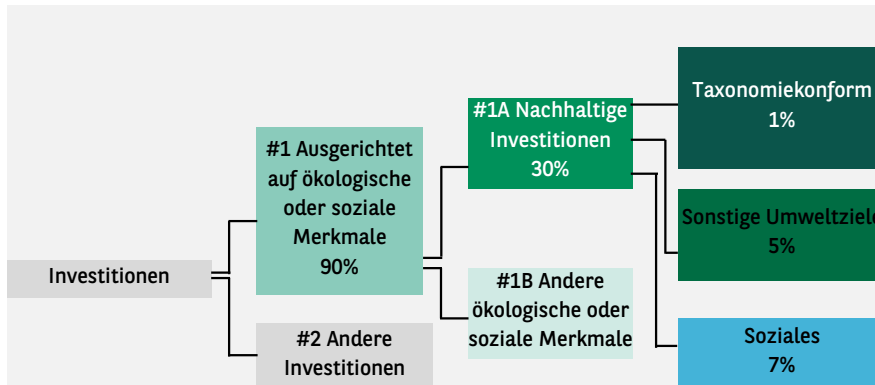 Investitionen
#1 Ausgerichtet
auf ökologische
oder soziale
Merkmale
90%
#2 Andere
Investitionen
#1A Nachhaltige
Investitionen
30%
#1B Andere
ökologische oder
soziale Merkmale
Taxonomiekonform
1%
Sonstige Umweltziele
5%
Soziales
7%